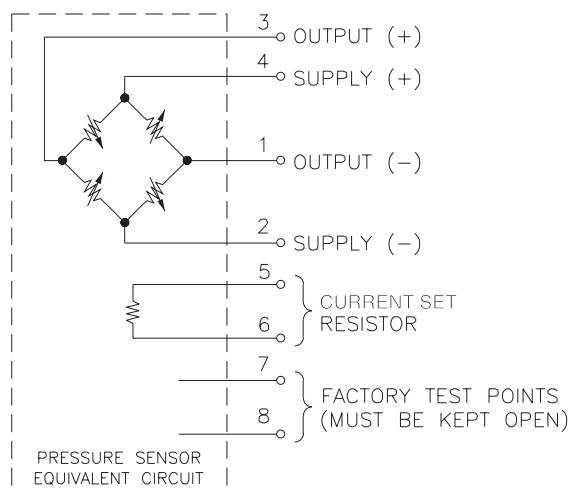 3
OUTPUT (+)
4
SUPPLY (+)
1
OUTPUT (-)
2
SUPPLY (-)
5
CURRENT SET
RESISTOR
6
7
FACTORY TEST POINTS
(MUST BE KEPT OPEN)
8
PRESSURE SENSOR
EQUIVALENT CIRCUIT